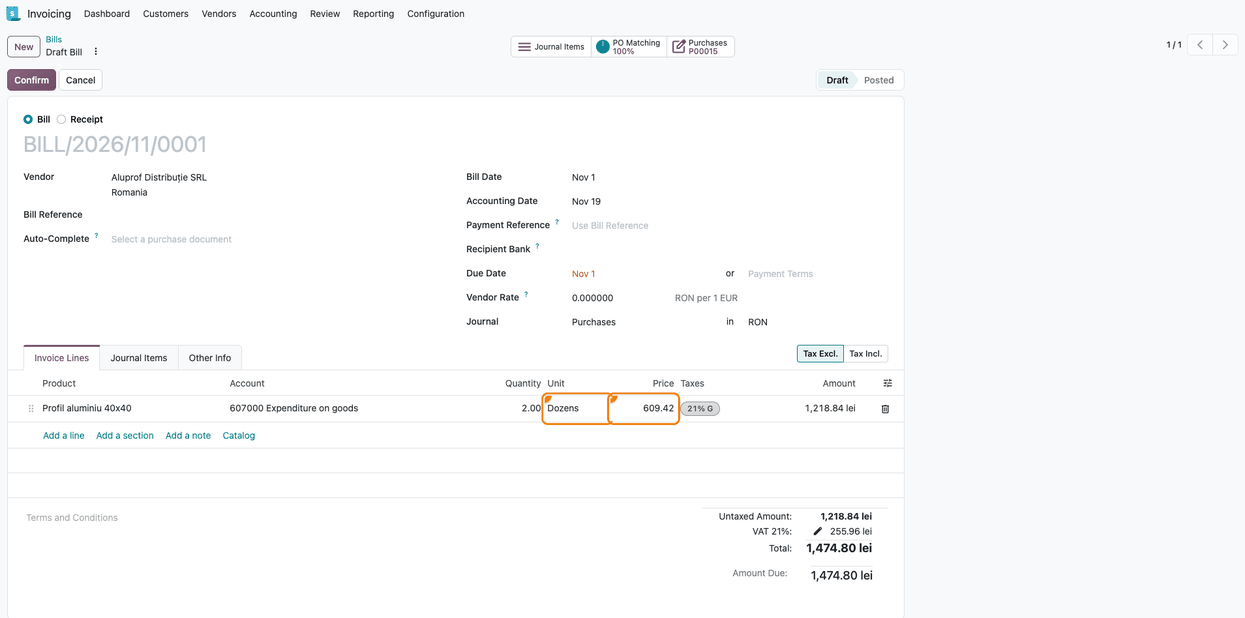 Invoicing Dashboard Customers Vendors Accounting Review Reporting Configuration
New Bills
Draft Bill
Journal Items
PO Matching
100%
Purchases
P00015
1 / 1
Confirm Cancel
Draft Posted
Bill Receipt
BILL/2026/11/0001
Vendor Aluprof Distribuție SRL
Romania
Bill Reference
Auto-Complete ? Select a purchase document
Bill Date Nov 1
Accounting Date Nov 19
Payment Reference ? Use Bill Reference
Recipient Bank ?
Due Date Nov 1 or Payment Terms
Vendor Rate ? 0.000000 RON per 1 EUR
Journal Purchases in RON
Invoice Lines Journal Items Other Info
Tax Excl. Tax Incl.
Product Account Quantity Unit Price Taxes Amount
Profil aluminiu 40x40 607000 Expenditure on goods 2.00 Dozens 609.42 21% G 1,218.84 lei
Add a line Add a section Add a note Catalog
Terms and Conditions
Untaxed Amount: 1,218.84 lei
VAT 21%: 255.96 lei
Total: 1,474.80 lei
Amount Due: 1,474.80 lei